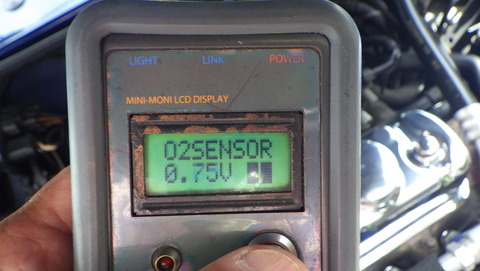 LIGHT LINK POWER
MINI-MONI LCD DISPLAY
O2SENSOR
0.75V